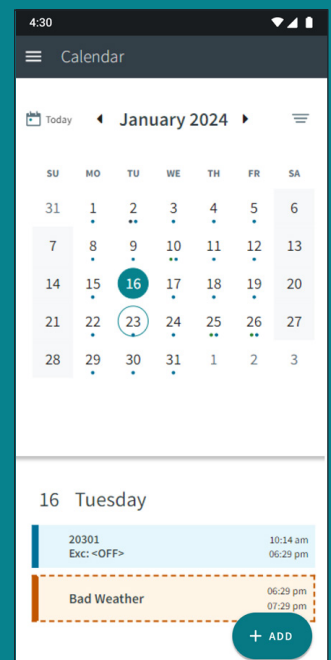 4:30
Calendar
Today January 2024
SU MO TU WE TH FR SA
31 1 2 3 4 5 6
7 8 9 10 11 12 13
14 15 16 17 18 19 20
21 22 23 24 25 26 27
28 29 30 31 1 2 3
16 Tuesday
20301 10:14 am
Exc: <OFF> 06:29 pm
Bad Weather 06:29 pm
07:29 pm
+ ADD